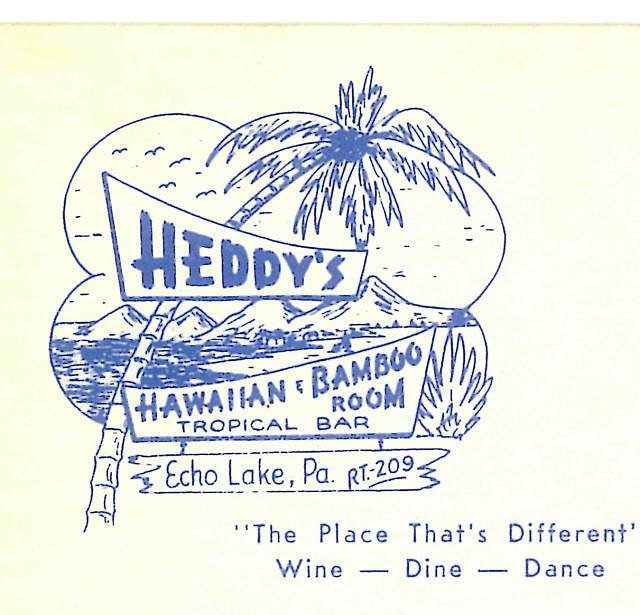 HEDDY'S
HAWAIIAN & BAMBOO
ROOM
TROPICAL BAR
Echo Lake, Pa. RT.-209
"The Place That's Different'
Wine — Dine — Dance